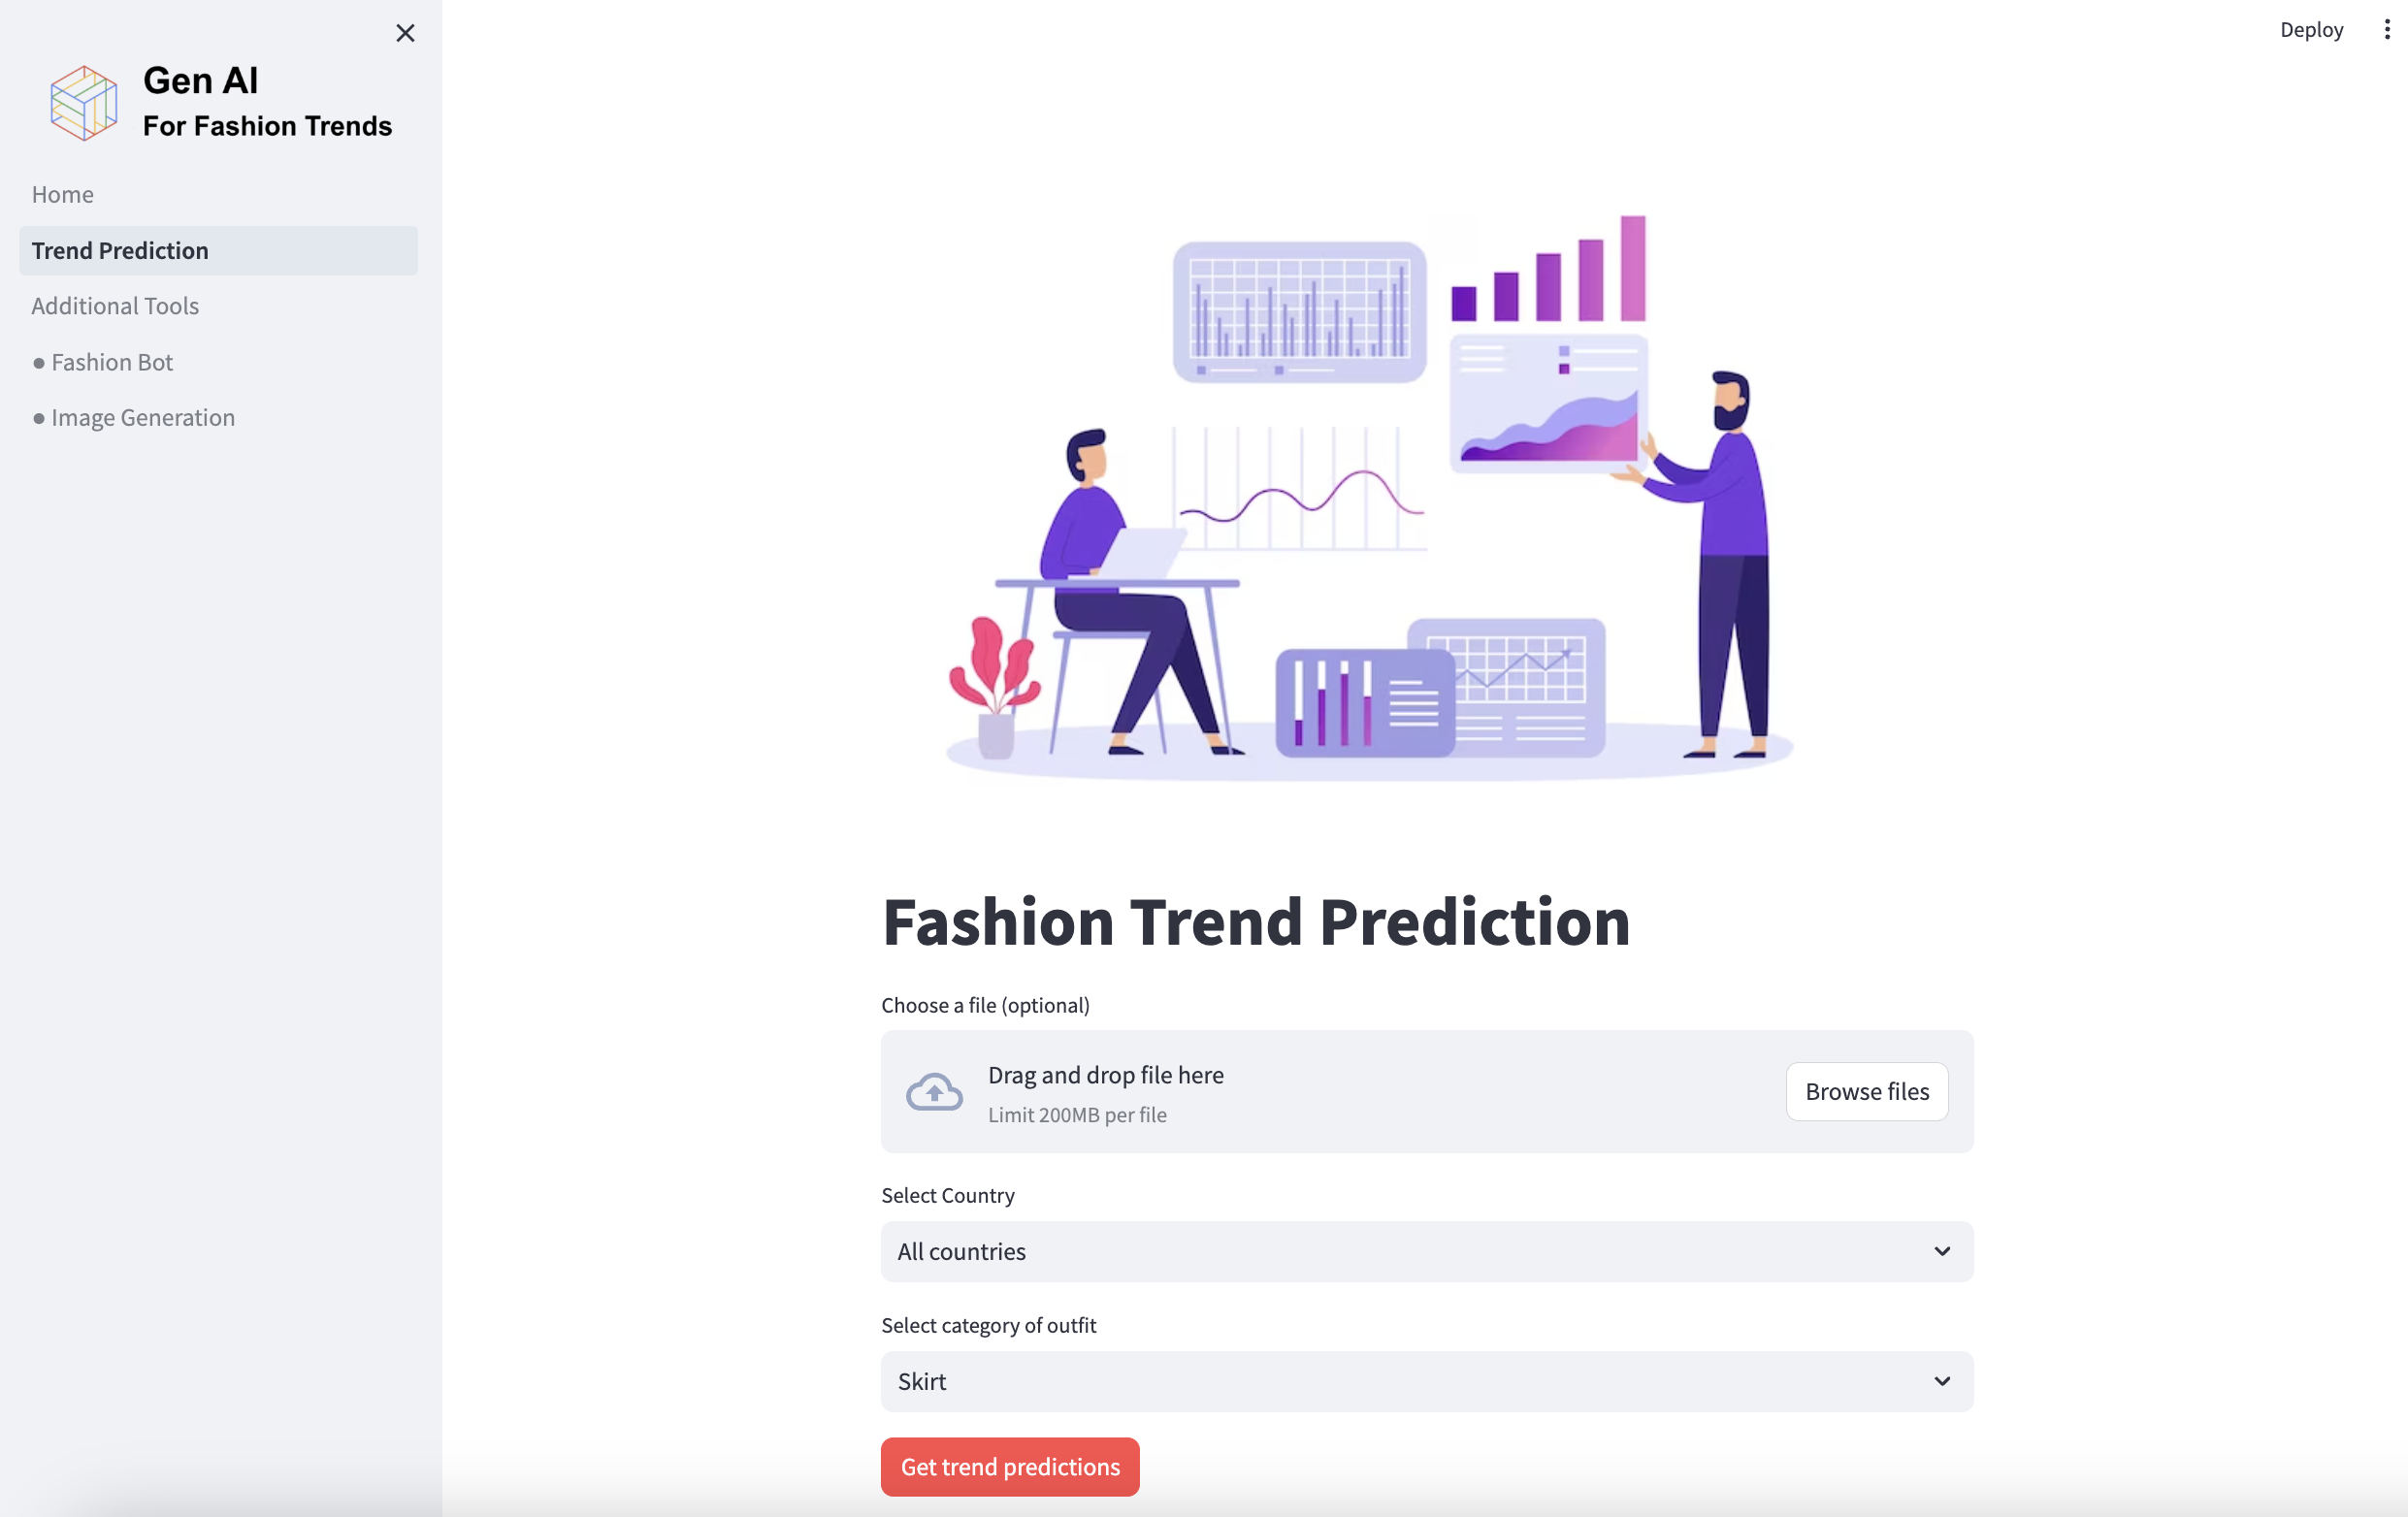 Gen AI
For Fashion Trends
Home
Trend Prediction
Additional Tools
● Fashion Bot
● Image Generation
Deploy
Fashion Trend Prediction
Choose a file (optional)
Drag and drop file here
Limit 200MB per file
Browse files
Select Country
All countries
Select category of outfit
Skirt
Get trend predictions